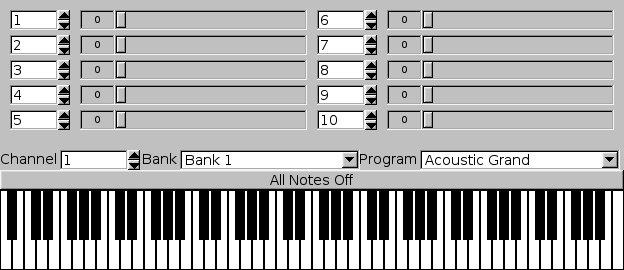 1 0 6 0
2 0 7 0
3 0 8 0
4 0 9 0
5 0 10 0
Channel 1 Bank Bank 1 Program Acoustic Grand
All Notes Off